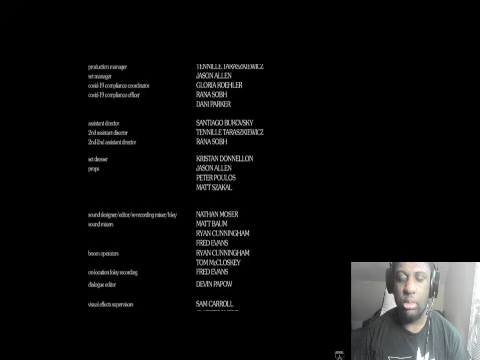 production manager TENNILLE TARASZKIEWICZ
set manager JASON ALLEN
covid-19 compliance coordinator GLORIA KOEHLER
covid-19 compliance officer RANA SOBH
DANI PARKER
assistant director SANTIAGO BUKOVSKY
2nd assistant director TENNILLE TARASZKIEWICZ
2nd-2nd assistant director RANA SOBH
set dresser KRISTAN DONNELLON
props JASON ALLEN
PETER POULOS
MATT SZAKAL
sound designer/editor/re-recording mixer/foley NATHAN MOSER
sound mixers MATT BAUM
RYAN CUNNINGHAM
FRED EVANS
boom operators RYAN CUNNINGHAM
TOM McCLOSKEY
on-location foley recording FRED EVANS
dialogue editor DEVIN PAPOW
visual effects supervisors SAM CARROLL